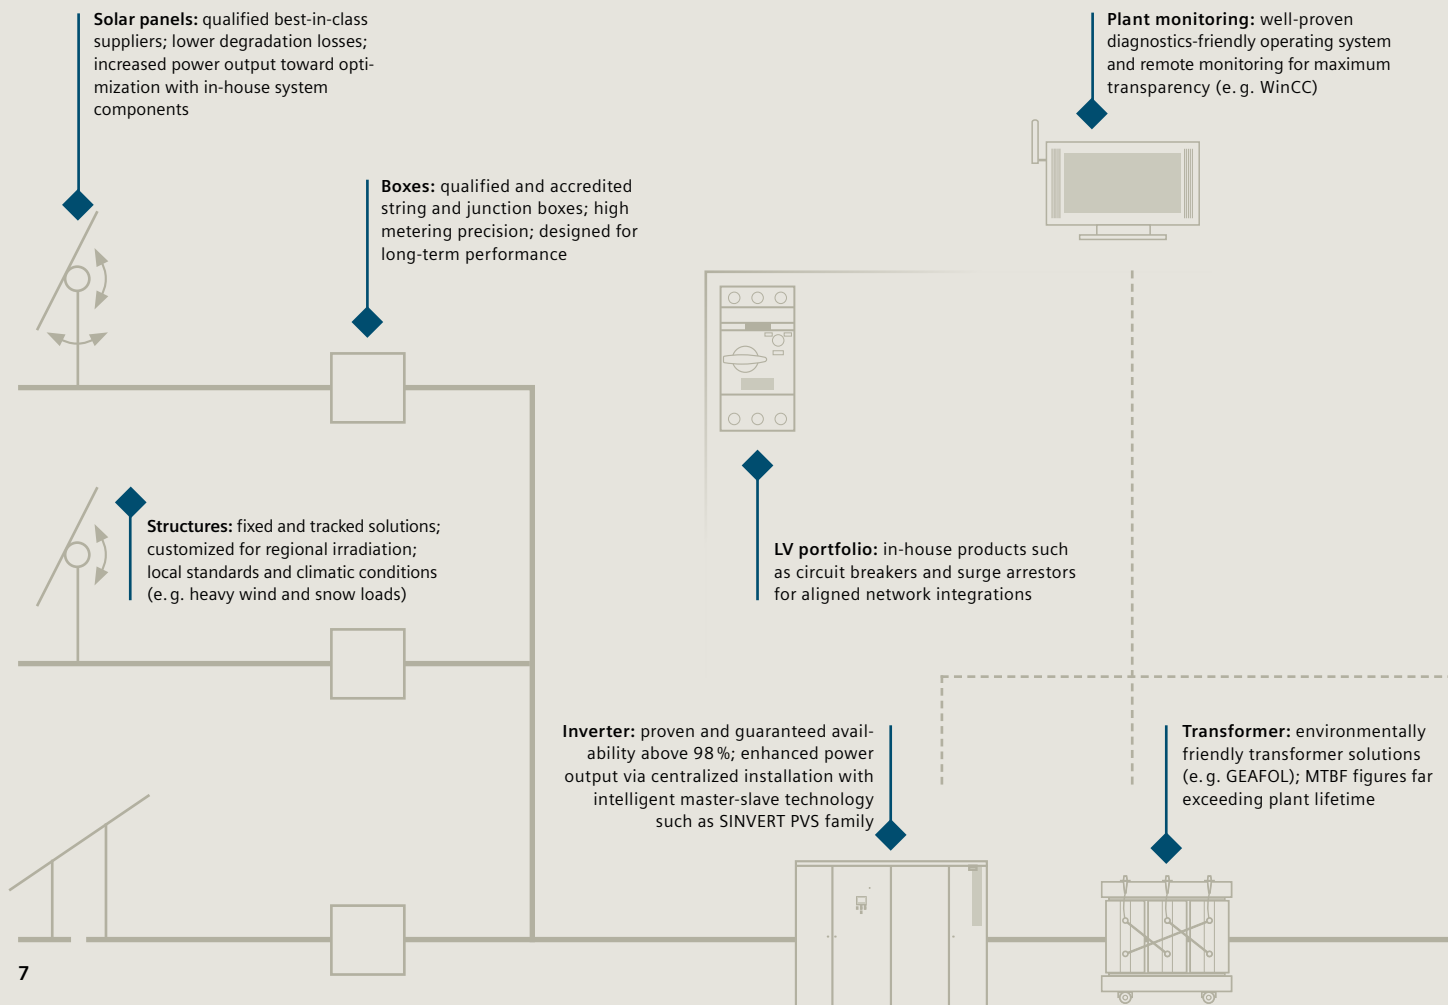 Solar panels: qualified best-in-class
suppliers; lower degradation losses;
increased power output toward opti-
mization with in-house system
components
Plant monitoring: well-proven
diagnostics-friendly operating system
and remote monitoring for maximum
transparency (e. g. WinCC)
Boxes: qualified and accredited
string and junction boxes; high
metering precision; designed for
long-term performance
Structures: fixed and tracked solutions;
customized for regional irradiation;
local standards and climatic conditions
(e. g. heavy wind and snow loads)
LV portfolio: in-house products such
as circuit breakers and surge arrestors
for aligned network integrations
Inverter: proven and guaranteed avail-
ability above 98 %; enhanced power
output via centralized installation with
intelligent master-slave technology
such as SINVERT PVS family
Transformer: environmentally
friendly transformer solutions
(e. g. GEAFOL); MTBF figures far
exceeding plant lifetime
7